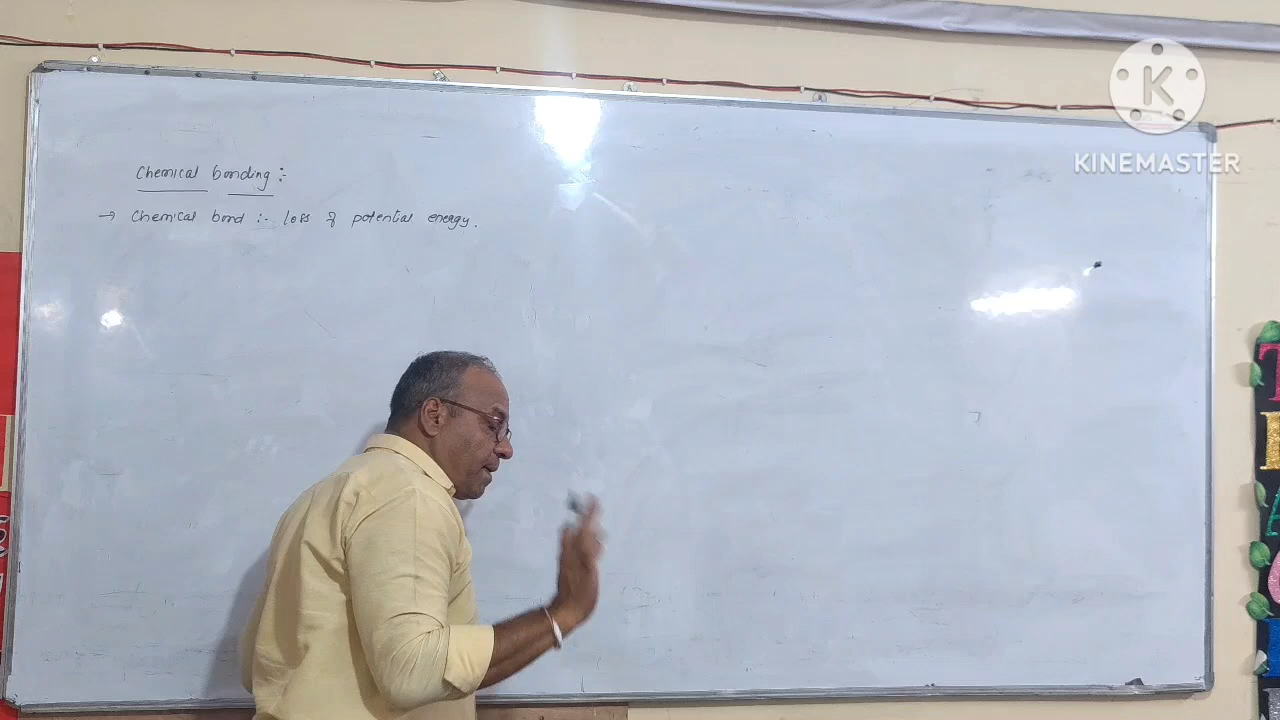 Chemical bonding :-
→ Chemical bond :- loss of potential energy.
K
KINEMASTER
T
I
A